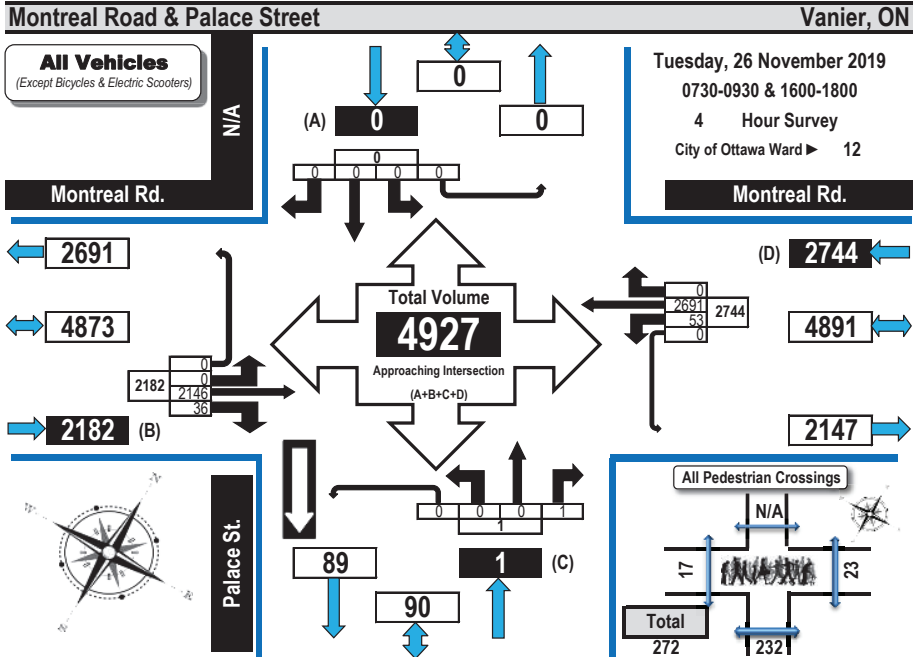 Montreal Road & Palace Street Vanier, ON
All Vehicles
(Except Bicycles & Electric Scooters)
N/A
Montreal Rd.
(A) 0
0
0
0
0 0 0 0
Tuesday, 26 November 2019
0730-0930 & 1600-1800
4 Hour Survey
City of Ottawa Ward ► 12
Montreal Rd.
2691
4873
2182
0
0
2146
36
2182 (B)
Total Volume
4927
Approaching Intersection
(A+B+C+D)
(D) 2744
0
2691
53
0
2744
4891
2147
Palace St.
0 0 0 1
1
89
1 (C)
90
All Pedestrian Crossings
N/A
17
23
232
Total
272